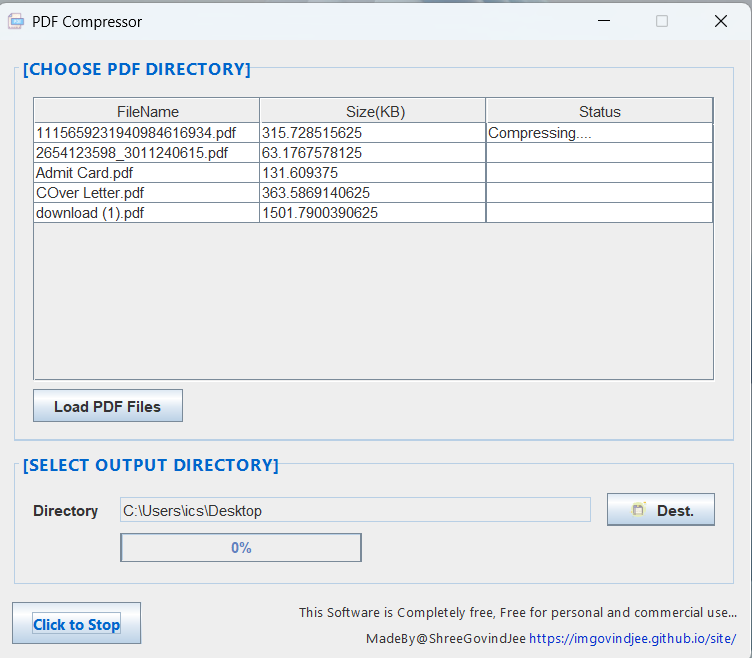 PDF Compressor
[CHOOSE PDF DIRECTORY]
FileName Size(KB) Status
1115659231940984616934.pdf 315.728515625 Compressing....
2654123598_3011240615.pdf 63.1767578125
Admit Card.pdf 131.609375
COver Letter.pdf 363.5869140625
download (1).pdf 1501.7900390625
Load PDF Files
[SELECT OUTPUT DIRECTORY]
Directory C:\Users\ics\Desktop Dest.
0%
Click to Stop
This Software is Completely free, Free for personal and commercial use...
MadeBy@ShreeGovindJee https://imgovindjee.github.io/site/